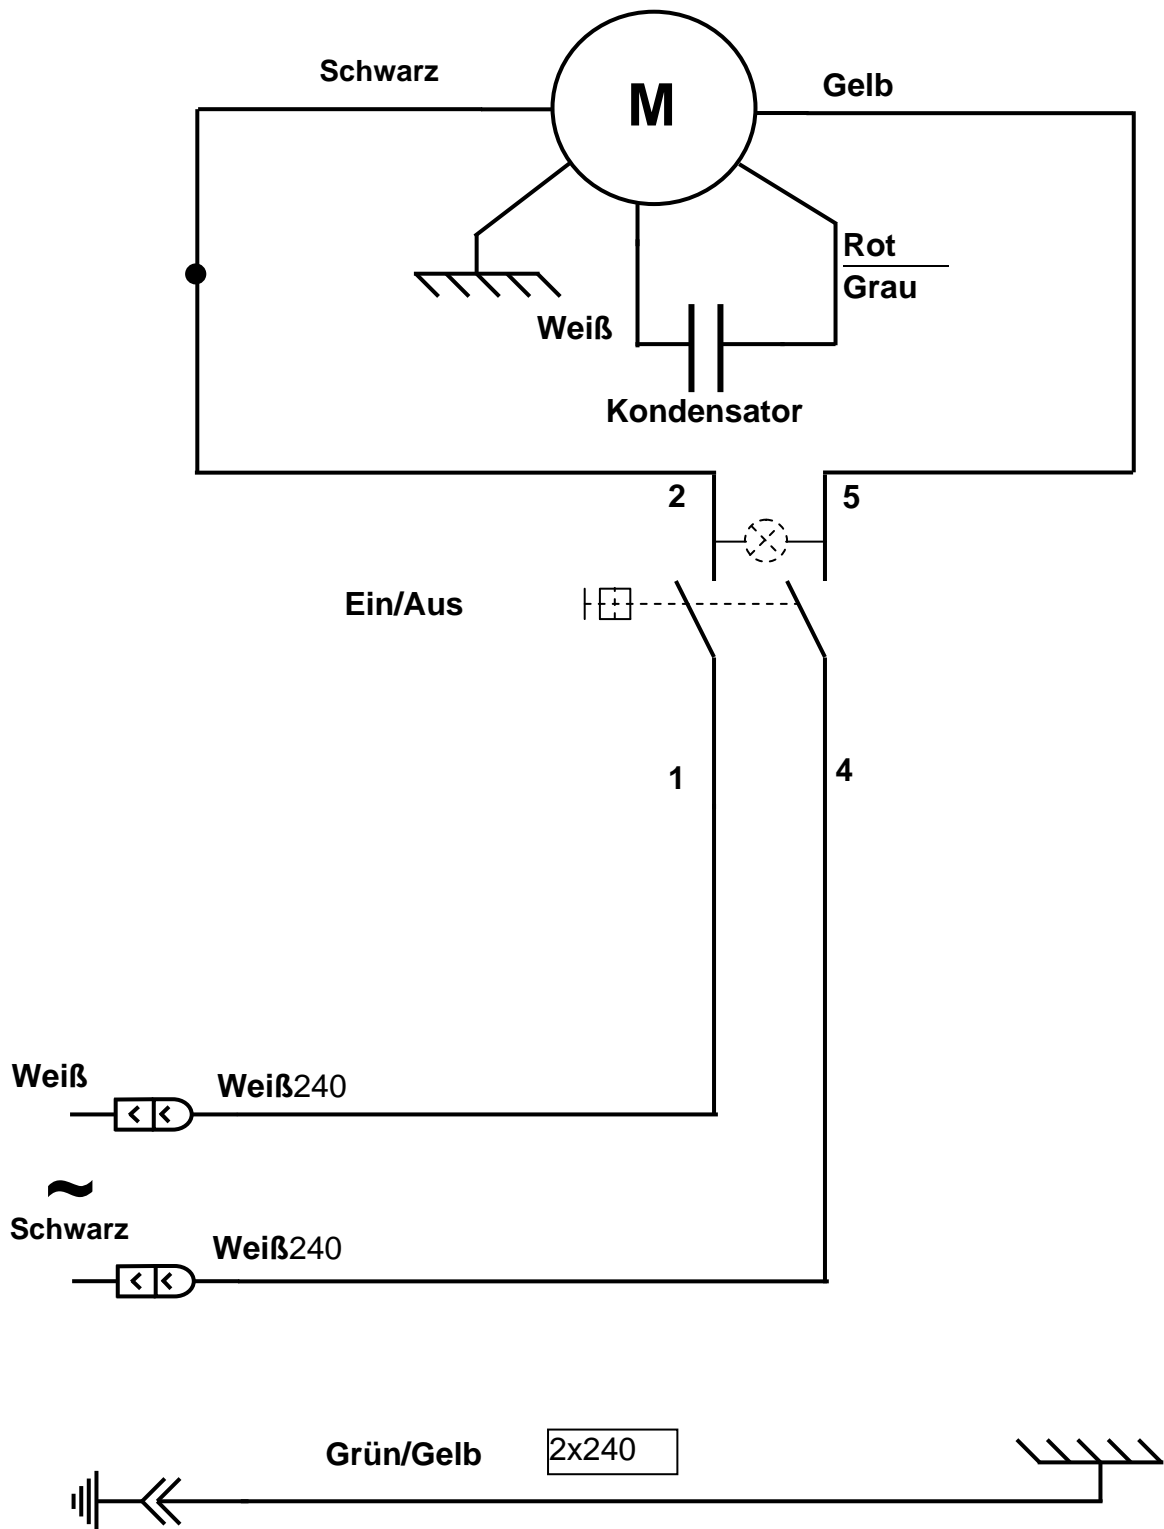 Schwarz
M
Gelb
Rot
Grau
Weiß
Kondensator
2
5
Ein/Aus
1
4
Weiß
Weiß240
~
Schwarz
Weiß240
Grün/Gelb
2x240